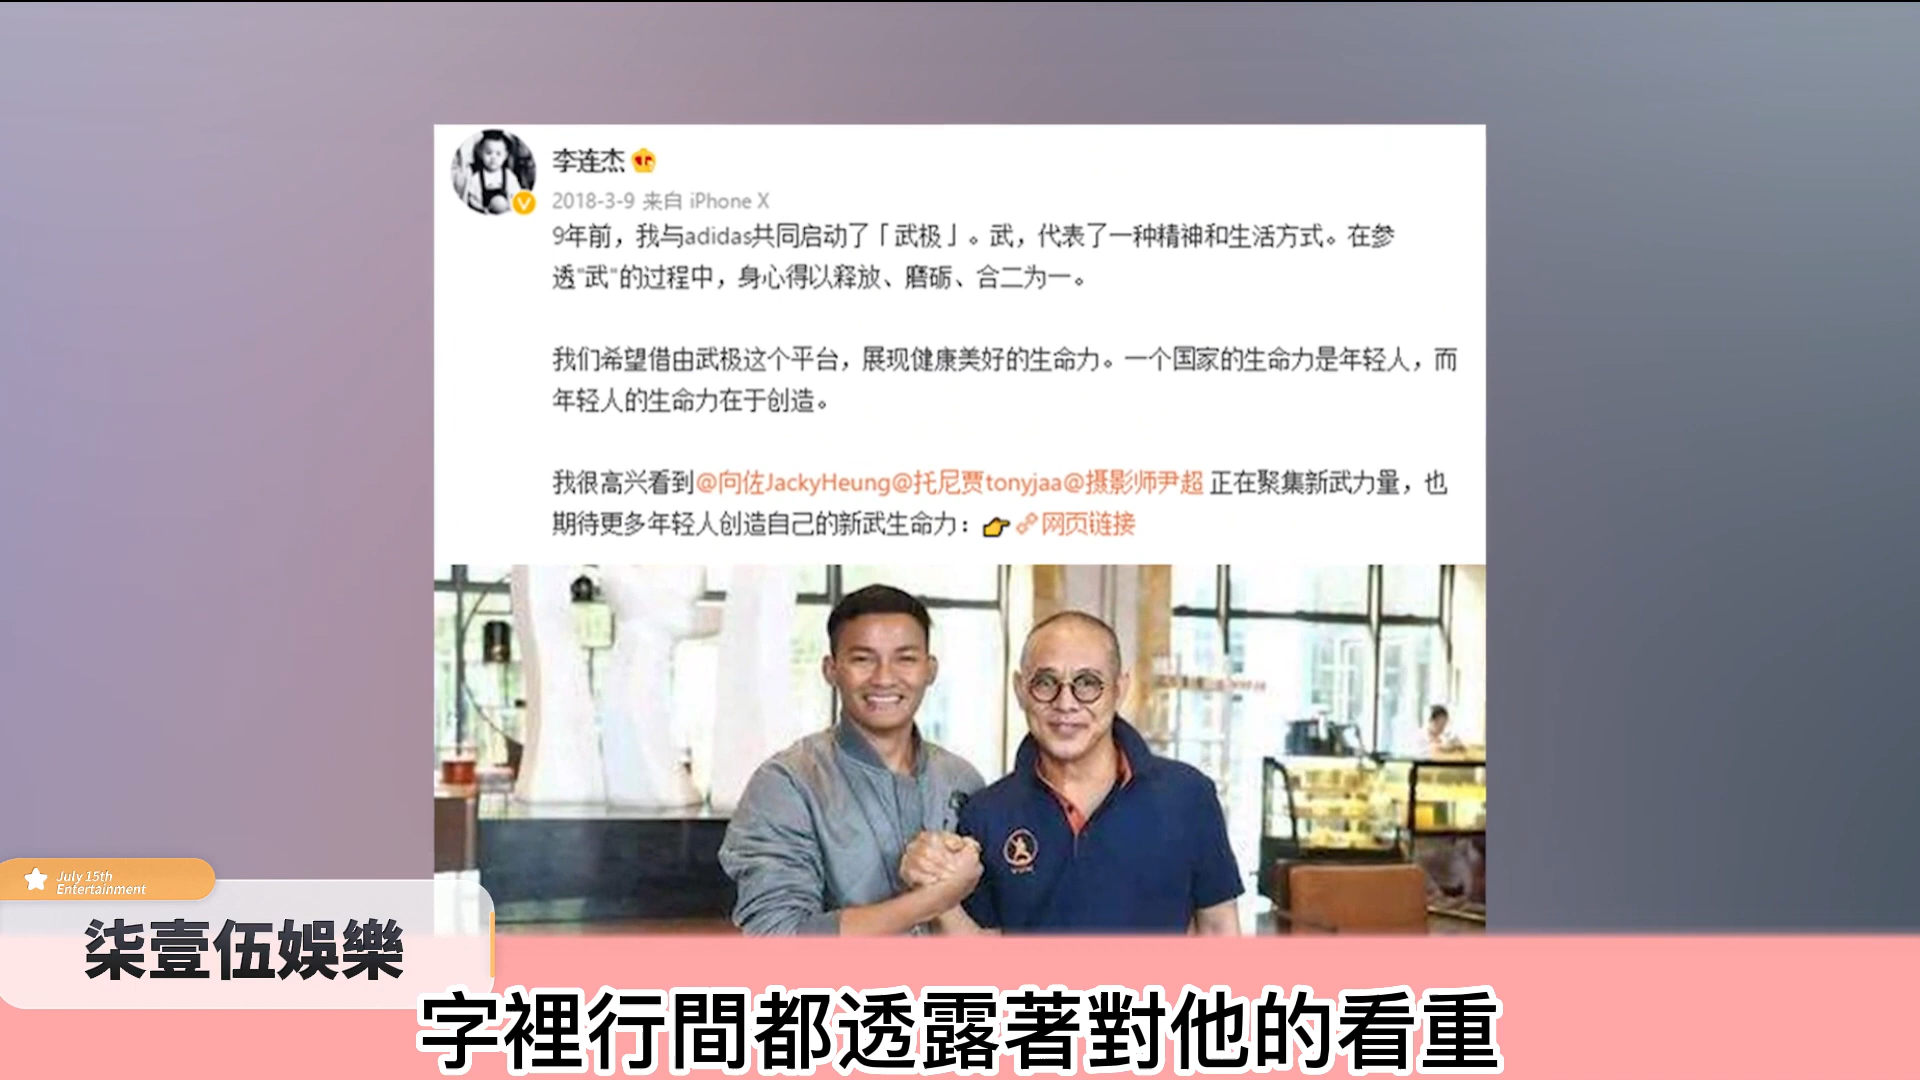 李连杰
2018-3-9 来自 iPhone X
9年前，我与adidas共同启动了「武极」。武，代表了一种精神和生活方式。在参
透"武"的过程中，身心得以释放、磨砺、合二为一。
我们希望借由武极这个平台，展现健康美好的生命力。一个国家的生命力是年轻人，而
年轻人的生命力在于创造。
我很高兴看到@向佐JackyHeung@托尼贾tonyjaa@摄影师尹超 正在聚集新武力量，也
期待更多年轻人创造自己的新武生命力：👉网页链接
July 15th
Entertainment
柒壹伍娛樂
字裡行間都透露著對他的看重